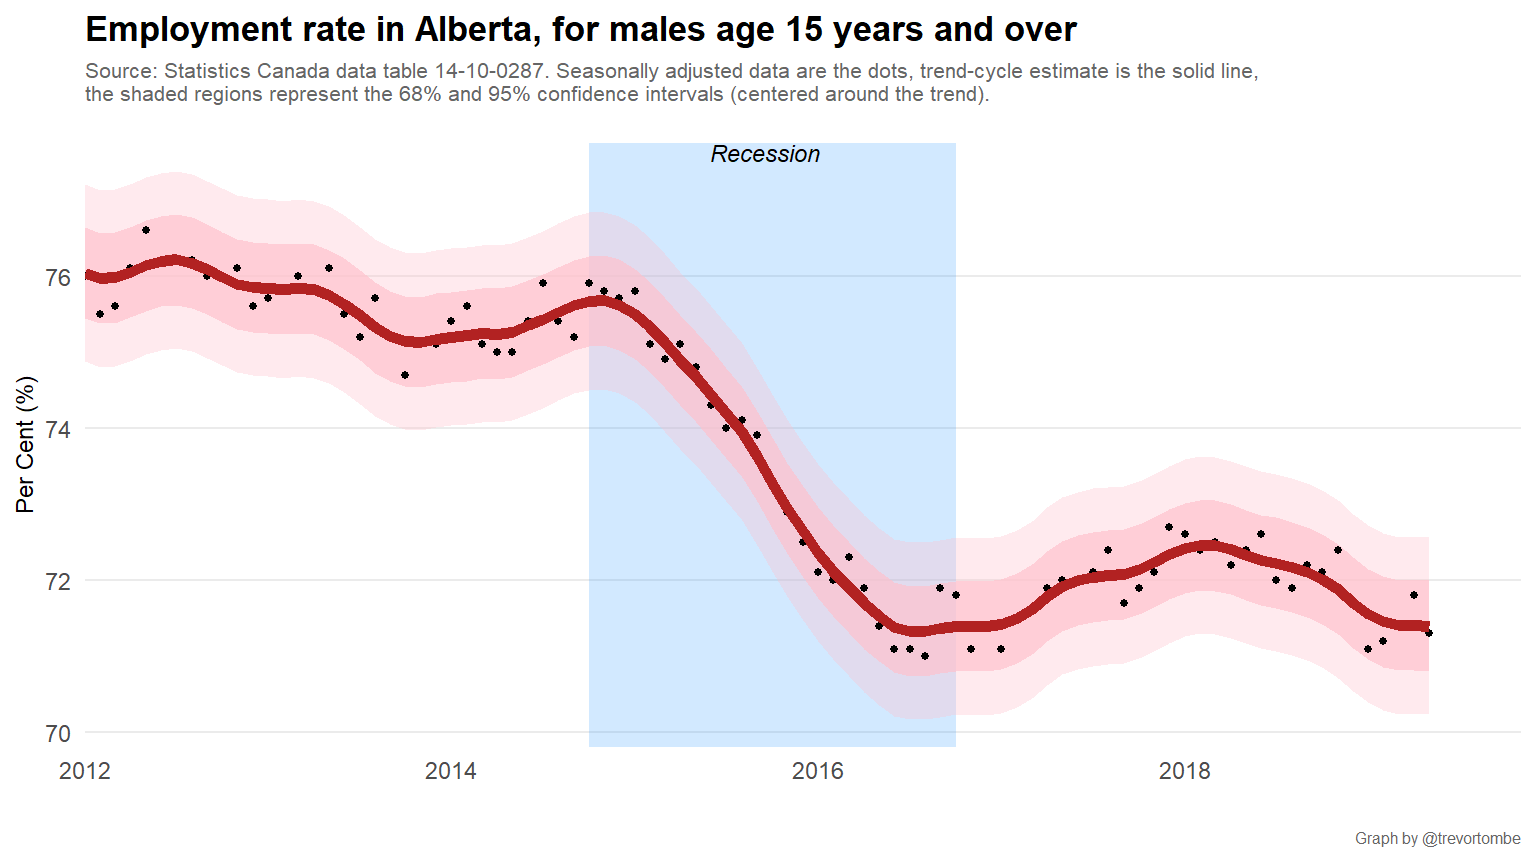 Employment rate in Alberta, for males age 15 years and over
Source: Statistics Canada data table 14-10-0287. Seasonally adjusted data are the dots, trend-cycle estimate is the solid line,
the shaded regions represent the 68% and 95% confidence intervals (centered around the trend).
Recession
Per Cent (%)
76
74
72
70
2012
2014
2016
2018
Graph by @trevortombe